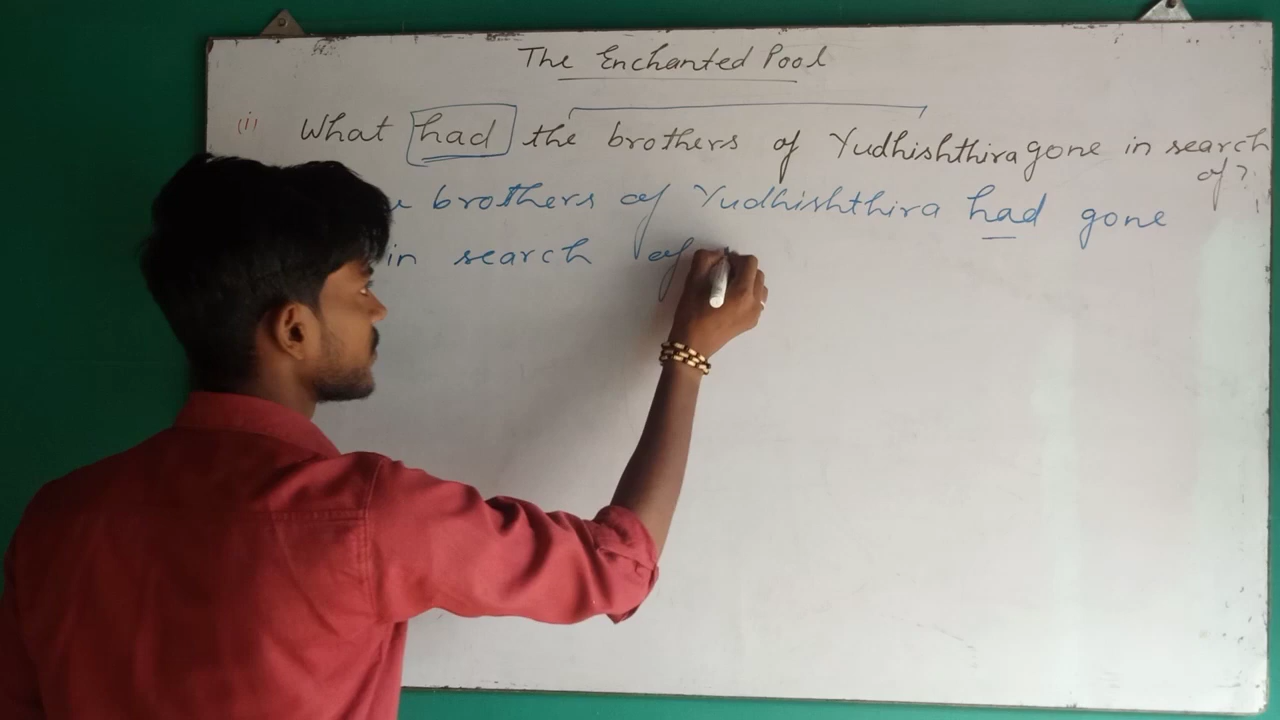 The Enchanted Pool
(i) What had the brothers of Yudhishthira gone in search
of?
brothers of Yudhishthira had gone
in search of